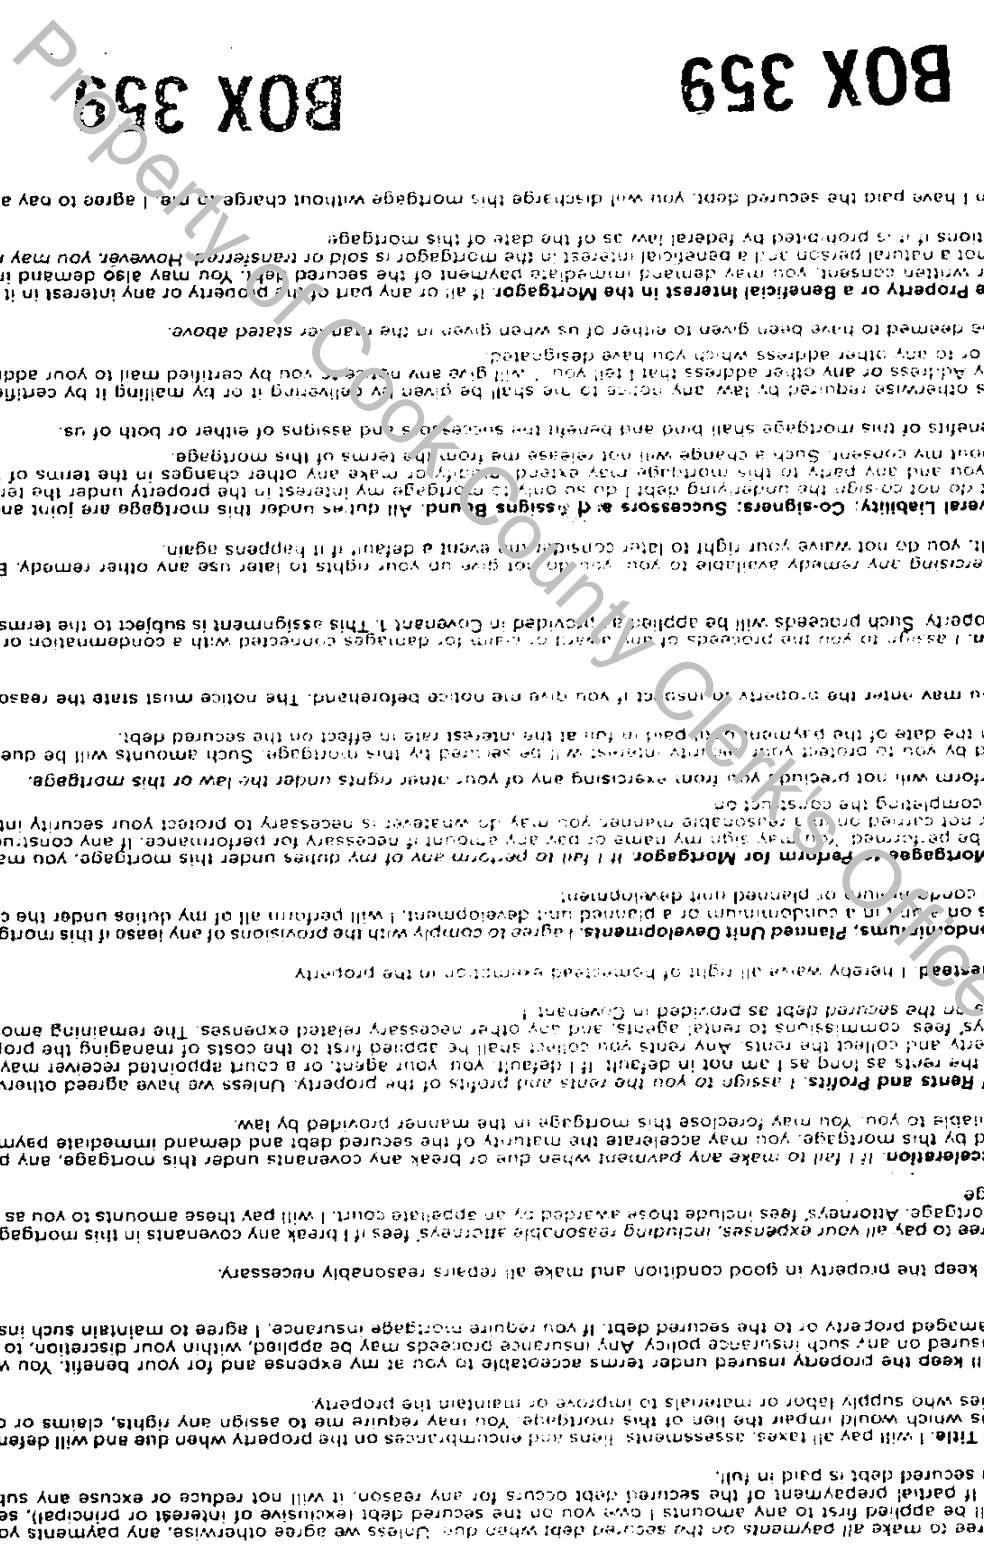 ree to make all payments on the secured debt when due. Unless we agree otherwise, any payments yo
ll be applied first to any amounts I owe you on the secured debt (exclusive of interest or principal), se
If partial prepayment of the secured debt occurs for any reason, it will not reduce or excuse any sub
secured debt is paid in full.
Title. I will pay all taxes, assessments, liens and encumbrances on the property when due and will defen
s which would impair the lien of this mortgage. You may require me to assign any rights, claims or d
ies who supply labor or materials to improve or maintain the property.
ll keep the property insured under terms acceptable to you at my expense and for your benefit. You w
nsured on any such insurance policy. Any insurance proceeds may be applied, within your discretion, to
amaged property or to the secured debt. If you require mortgage insurance, I agree to maintain such ins
keep the property in good condition and make all repairs reasonably necessary.
ree to pay all your expenses, including reasonable attorneys' fees if I break any covenants in this mortgag
ortgage. Attorneys' fees include those awarded by an appellate court. I will pay these amounts to you as
ge
cceleration. If I fail to make any payment when due or break any covenants under this mortgage, any p
d by this mortgage, you may accelerate the maturity of the secured debt and demand immediate paym
ilable to you. You may foreclose this mortgage in the manner provided by law.
f Rents and Profits. I assign to you the rents and profits of the property. Unless we have agreed otherw
the rents as long as I am not in default. If I default, you, your agent, or a court appointed receiver may
erty and collect the rents. Any rents you collect shall be applied first to the costs of managing the prop
ys' fees, commissions to rental agents, and any other necessary related expenses. The remaining amo
s on the secured debt as provided in Covenant 1
estead. I hereby waive all right of homestead exemption in the property
ndominiums; Planned Unit Developments. I agree to comply with the provisions of any lease if this mortg
s on a unit in a condominium or a planned unit development, I will perform all of my duties under the c
condominium or planned unit development.
Mortgagee to Perform for Mortgagor. If I fail to perform any of my duties under this mortgage, you ma
be performed. You may sign my name or pay any amount if necessary for performance. If any construc
r not carried on in a reasonable manner, you may do whatever is necessary to protect your security int
completing the construction
rform will not preclude you from exercising any of your other rights under the law or this mortgage.
d by you to protect your security interest will be secured by this mortgage. Such amounts will be due
the date of the payment until paid in full at the interest rate in effect on the secured debt.
u may enter the property to inspect if you give me notice beforehand. The notice must state the reaso
n. I assign to you the proceeds of any award or claim for damages connected with a condemnation or
operty. Such proceeds will be applied as provided in Covenant 1. This assignment is subject to the terms
ercising any remedy available to you, you do not give up your rights to later use any other remedy. B
lt, you do not waive your right to later consider the event a default if it happens again.
veral Liability; Co-signers; Successors and Assigns Bound. All duties under this mortgage are joint an
t do not co-sign the underlying debt I do so only to mortgage my interest in the property under the ter
you and any party to this mortgage may extend, modify or make any other changes in the terms of
out my consent. Such a change will not release me from the terms of this mortgage.
enefits of this mortgage shall bind and benefit the successors and assigns of either or both of us.
s otherwise required by law, any notice to me shall be given by delivering it or by mailing it by certifie
y Address or any other address that I tell you. I will give any notice to you by certified mail to your addr
or to any other address which you have designated.
e deemed to have been given to either of us when given in the manner stated above.
e Property or a Beneficial Interest in the Mortgagor. If all or any part of the property or any interest in it
r written consent, you may demand immediate payment of the secured debt. You may also demand im
not a natural person and a beneficial interest in the mortgagor is sold or transferred. However, you may n
tions if it is prohibited by federal law as of the date of this mortgage
n I have paid the secured debt, you will discharge this mortgage without charge to me. I agree to pay a
BOX 359
BOX 359
Property of Cook County Clerk's Office